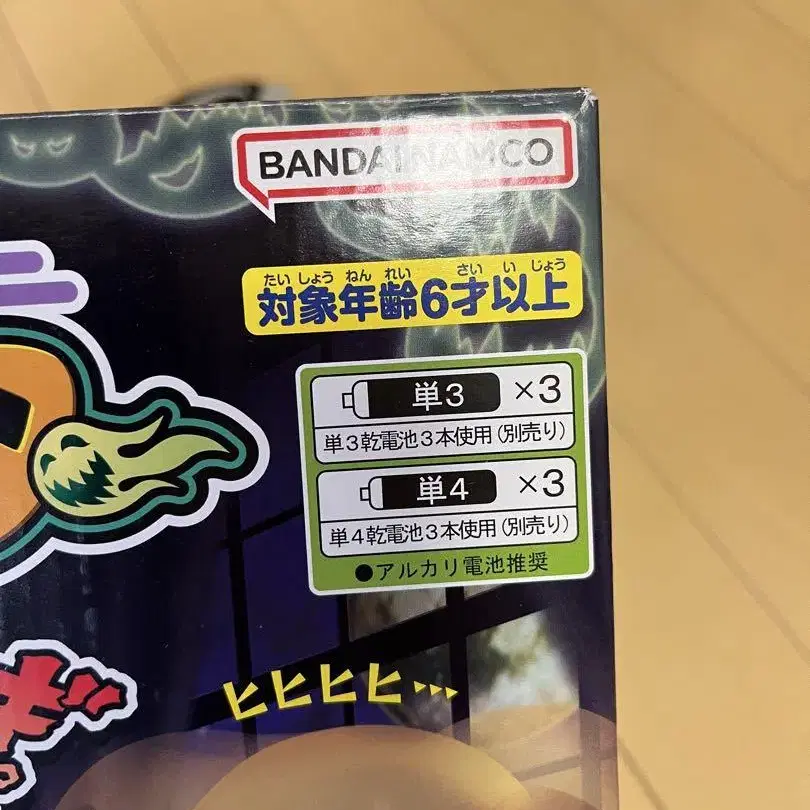 BANDAI NAMCO
たいしょうねんれい さいいじょう
対象年齢6才以上
単3 ×3
単3乾電池3本使用(別売り)
単4 ×3
単4乾電池3本使用(別売り)
●アルカリ電池推奨
ヒヒヒヒ…